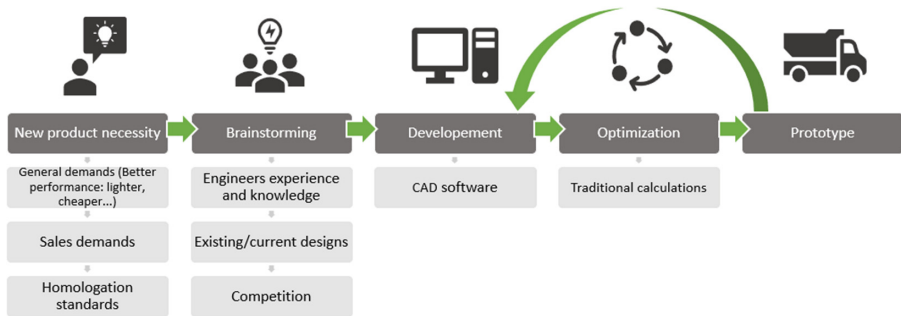 New product necessity
Brainstorming
Developement
Optimization
Prototype
General demands (Better
performance: lighter,
cheaper...)
Engineers experience
and knowledge
CAD software
Traditional calculations
Sales demands
Existing/current designs
Homologation
standards
Competition